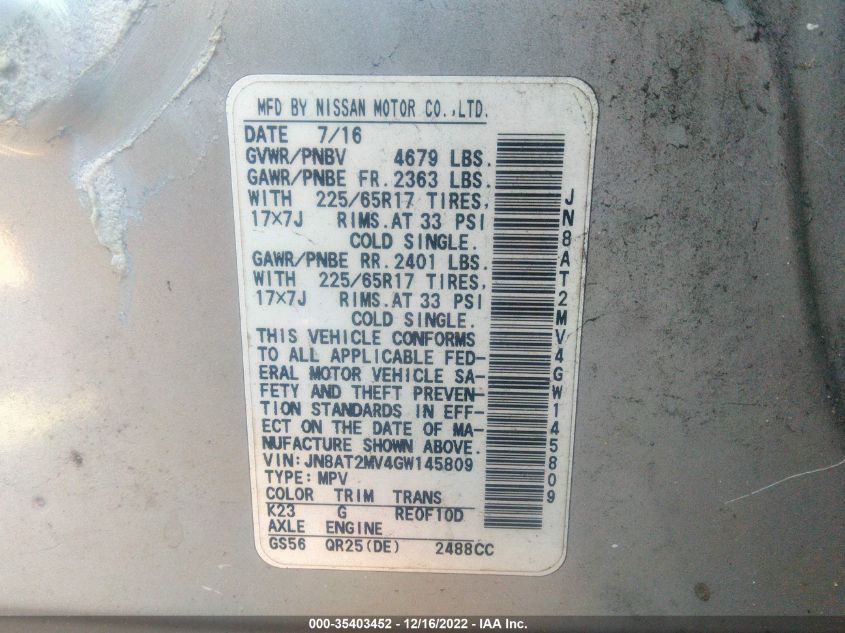 MFD BY NISSAN MOTOR CO.,LTD.
DATE 7/16
GVWR/PNBV 4679 LBS.
GAWR/PNBE FR.2363 LBS.
WITH 225/65R17 TIRES,
17×7J RIMS.AT 33 PSI
COLD SINGLE.
GAWR/PNBE RR.2401 LBS.
WITH 225/65R17 TIRES,
17×7J RIMS.AT 33 PSI
COLD SINGLE.
THIS VEHICLE CONFORMS
TO ALL APPLICABLE FED-
ERAL MOTOR VEHICLE SA-
FETY AND THEFT PREVEN-
TION STANDARDS IN EFF-
ECT ON THE DATE OF MA-
NUFACTURE SHOWN ABOVE.
VIN:JN8AT2MV4GW145809
TYPE:MPV
COLOR TRIM TRANS
K23 G RE0F10D
AXLE ENGINE
GS56 QR25(DE) 2488CC
JN8AT2MV4GW145809
000-35403452 - 12/16/2022 - IAA Inc.